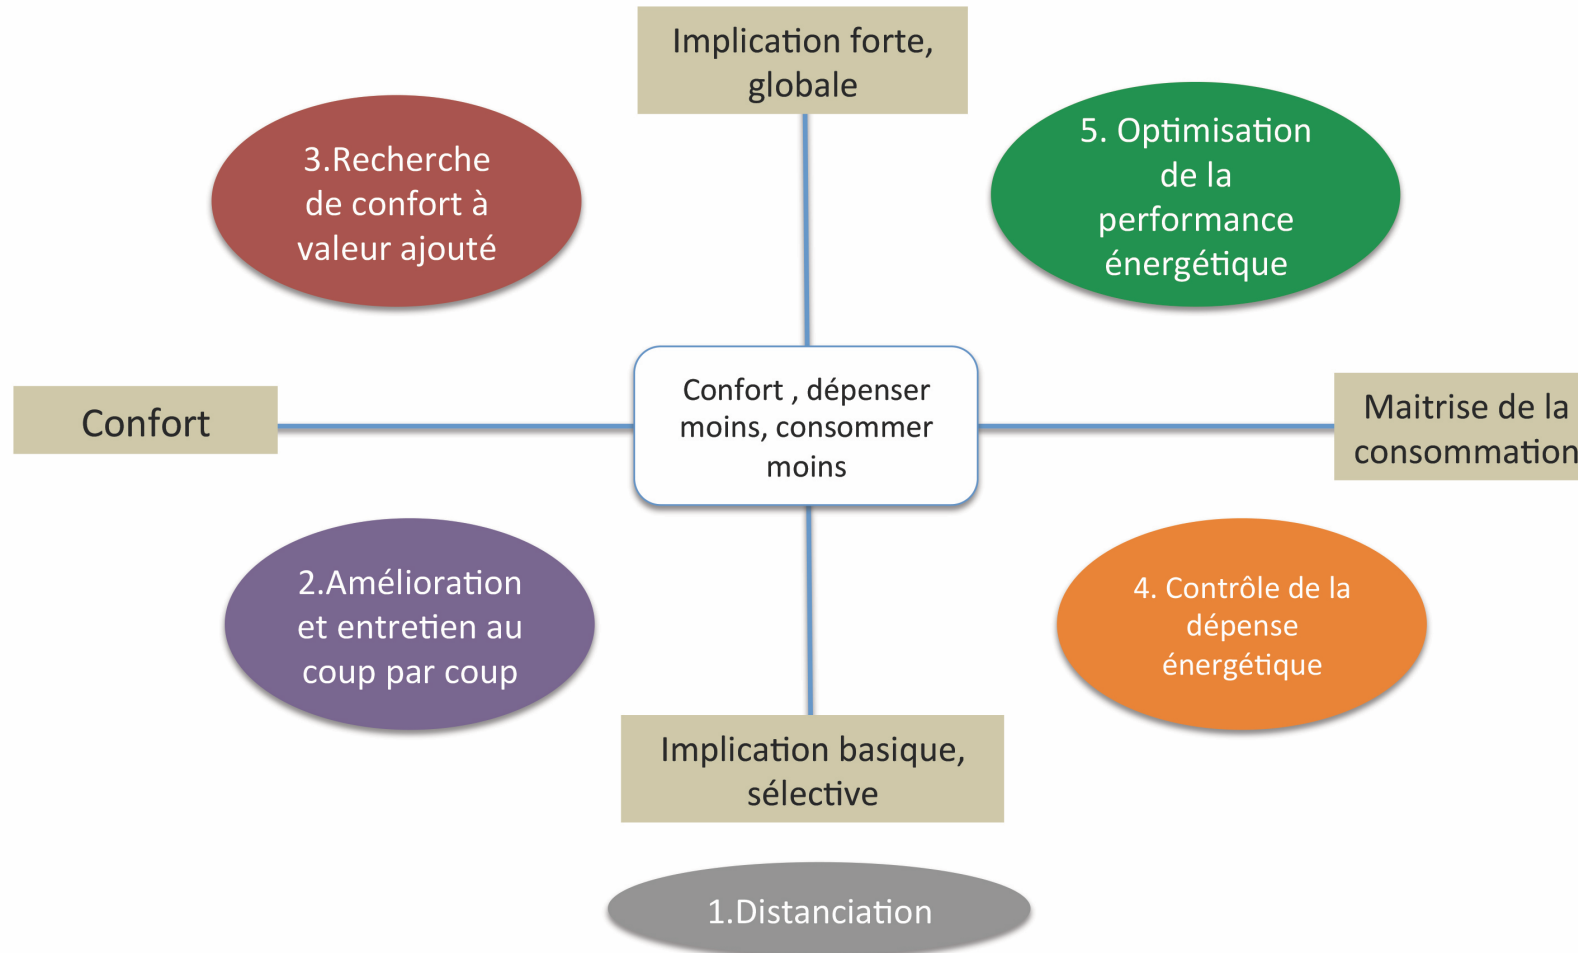 Implication forte,
globale
3.Recherche
de confort à
valeur ajouté
5. Optimisation
de la
performance
énergétique
Confort
Confort , dépenser
moins, consommer
moins
Maitrise de la
consommation
2.Amélioration
et entretien au
coup par coup
4. Contrôle de la
dépense
énergétique
Implication basique,
sélective
1.Distanciation